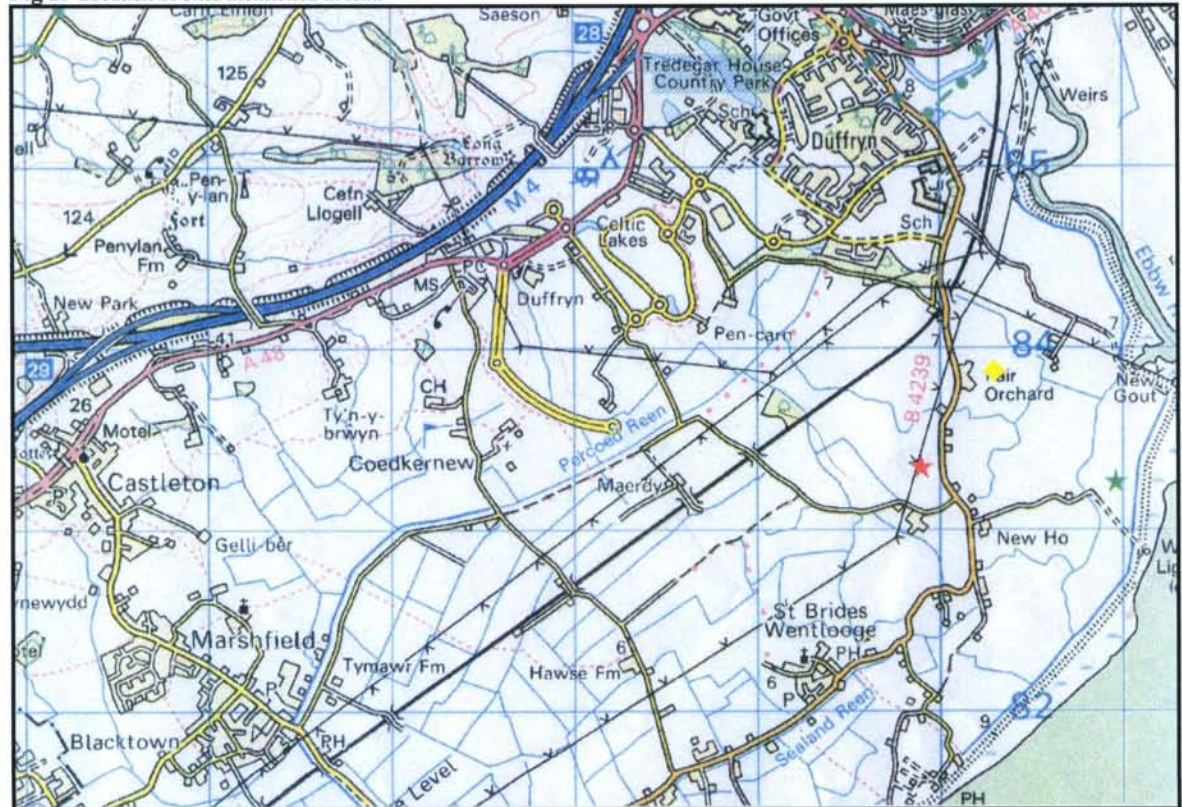 28
Saeson
Govt
Offices
Tredegar House
Country Park
Sch
125
Weirs
Duffryn
8
Long
Barrow
85
Pen-
y-lan
Cefn
Llogell
M 4
124
Fort
Celtic
Lakes
Sch
Penylan
Fm
Ebbw
MS
Duffryn
7
New Park
Pen-carn
7
41
A 48
84
29
B 4239
Fair
Orchard
New
Gout
CH
26
Ty'n-y-
brwyn
Motel
P
Percoed Reen
Coedkernew
Castleton
Maerdy
P
New Ho
Gelli-bêr
6
St Brides
Wentlooge
Marshfield
PH
Tymawr Fm
Hawse Fm
6
6
P
P
Sealand Reen
82
Blacktown
PH
9
Level
PH